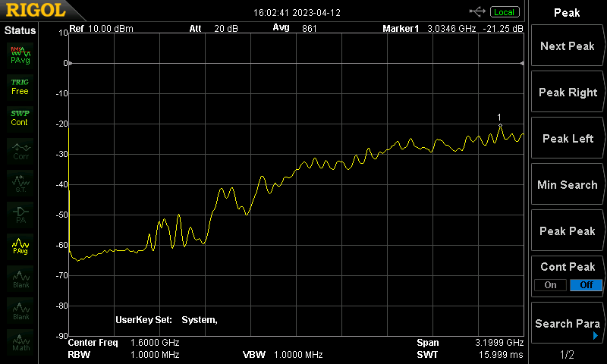 RIGOL
16:02:41 2023-04-12
Local
Status
Ref 10.00 dBm
Att 20 dB
Avg 861
Marker1 3.0346 GHz -21.25 dB
10
0
-10
-20
-30
-40
-50
-60
-70
-80
-90
1
PAvg
TRIG
Free
SWP
Cont
Corr
PAvg
Blank
Blank
Math
UserKey Set: System,
Center Freq 1.6000 GHz
Span 3.1999 GHz
RBW 1.0000 MHz
VBW 1.0000 MHz
SWT 15.999 ms
Peak
Next Peak
Peak Right
Peak Left
Min Search
Peak Peak
Cont Peak
On Off
Search Para
1/2